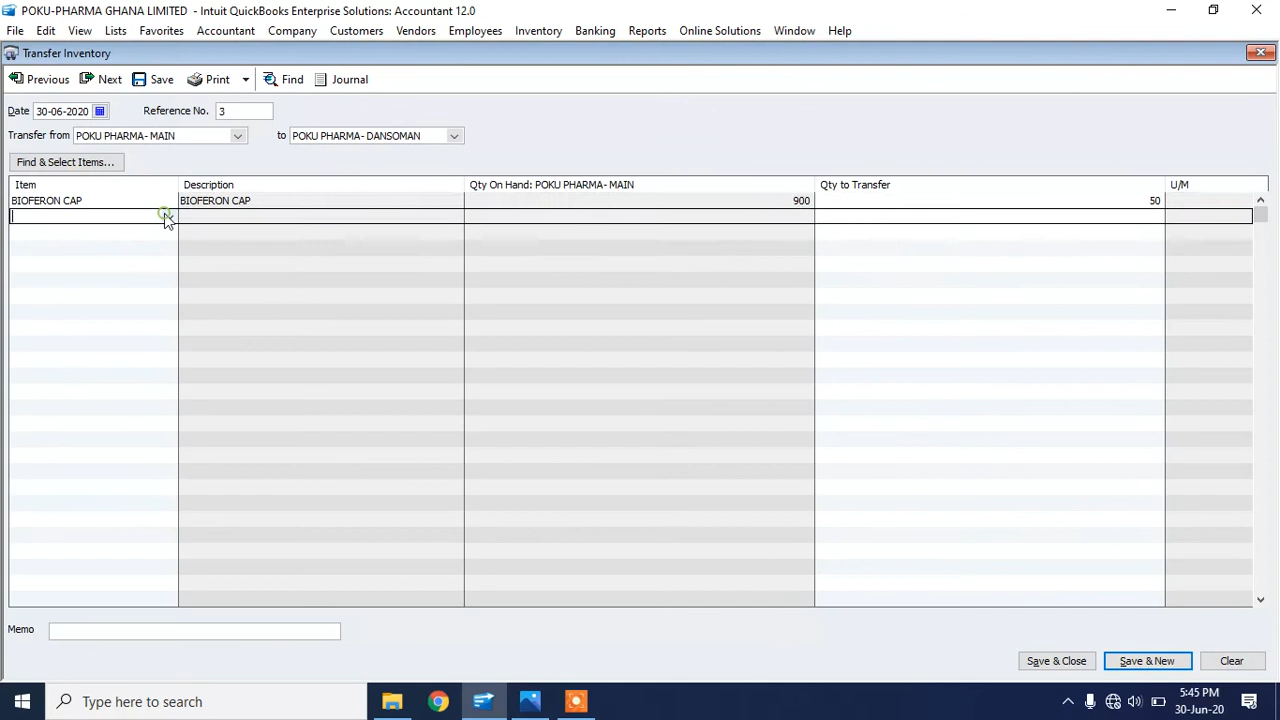 POKU-PHARMA GHANA LIMITED - Intuit QuickBooks Enterprise Solutions: Accountant 12.0
File Edit View Lists Favorites Accountant Company Customers Vendors Employees Inventory Banking Reports Online Solutions Window Help
Transfer Inventory
Previous Next Save Print Find Journal
Date 30-06-2020 Reference No. 3
Transfer from POKU PHARMA- MAIN to POKU PHARMA- DANSOMAN
Find & Select Items...
Item Description Qty On Hand: POKU PHARMA- MAIN Qty to Transfer U/M
BIOFERON CAP BIOFERON CAP 900 50
Memo
Save & Close Save & New Clear
Type here to search
5:45 PM
30-Jun-20